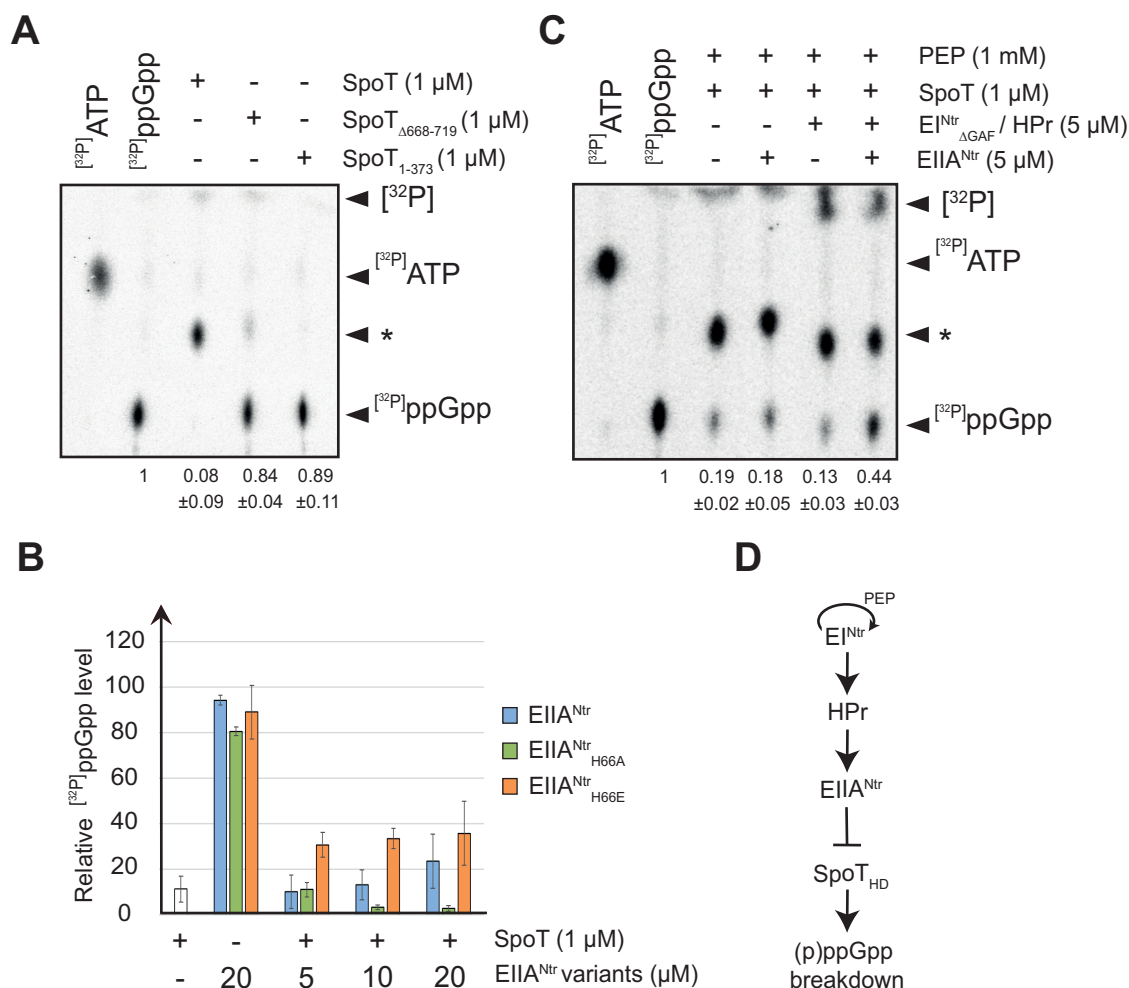 A
[32P]ATP
[32P]ppGpp
+ - - SpoT (1 µM)
- + - SpoTΔ668-719 (1 µM)
- - + SpoT1-373 (1 µM)
[32P]
[32P]ATP
*
[32P]ppGpp
1 0.08 0.84 0.89
±0.09 ±0.04 ±0.11
C
[32P]ATP
[32P]ppGpp
+ + + + PEP (1 mM)
+ + + + SpoT (1 µM)
- - + + EINtrΔGAF / HPr (5 µM)
- + - + EIIANtr (5 µM)
[32P]
[32P]ATP
*
[32P]ppGpp
1 0.19 0.18 0.13 0.44
±0.02 ±0.05 ±0.03 ±0.03
B
Relative [32P]ppGpp level
120
100
80
60
40
20
0
EIIANtr
EIIANtrH66A
EIIANtrH66E
+ - + + + SpoT (1 µM)
- 20 5 10 20 EIIANtr variants (µM)
D
PEP
EINtr
HPr
EIIANtr
SpoTHD
(p)ppGpp
breakdown